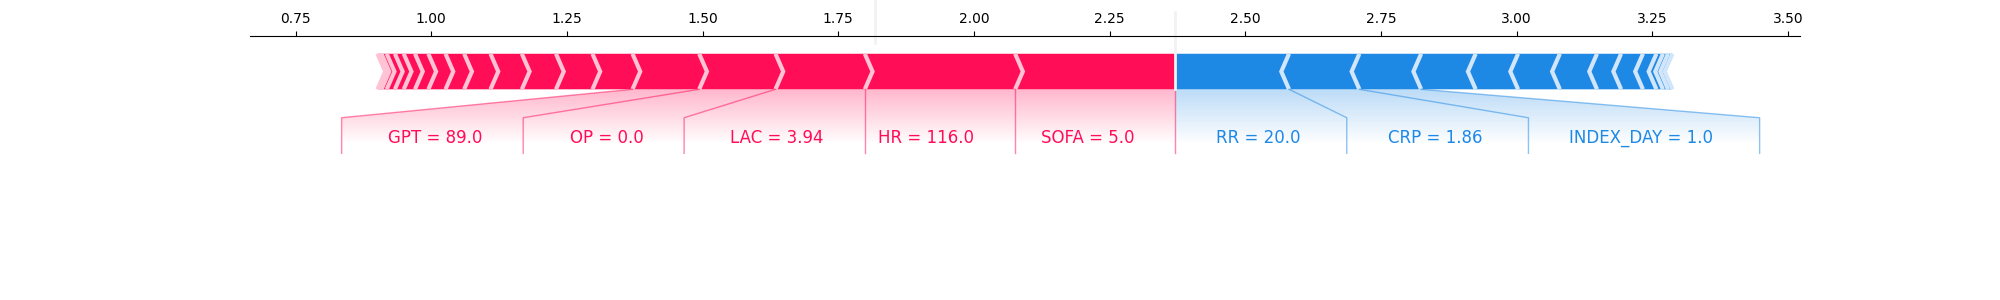 0.75 1.00 1.25 1.50 1.75 2.00 2.25 2.50 2.75 3.00 3.25 3.50
GPT = 89.0 OP = 0.0 LAC = 3.94 HR = 116.0 SOFA = 5.0 RR = 20.0 CRP = 1.86 INDEX_DAY = 1.0